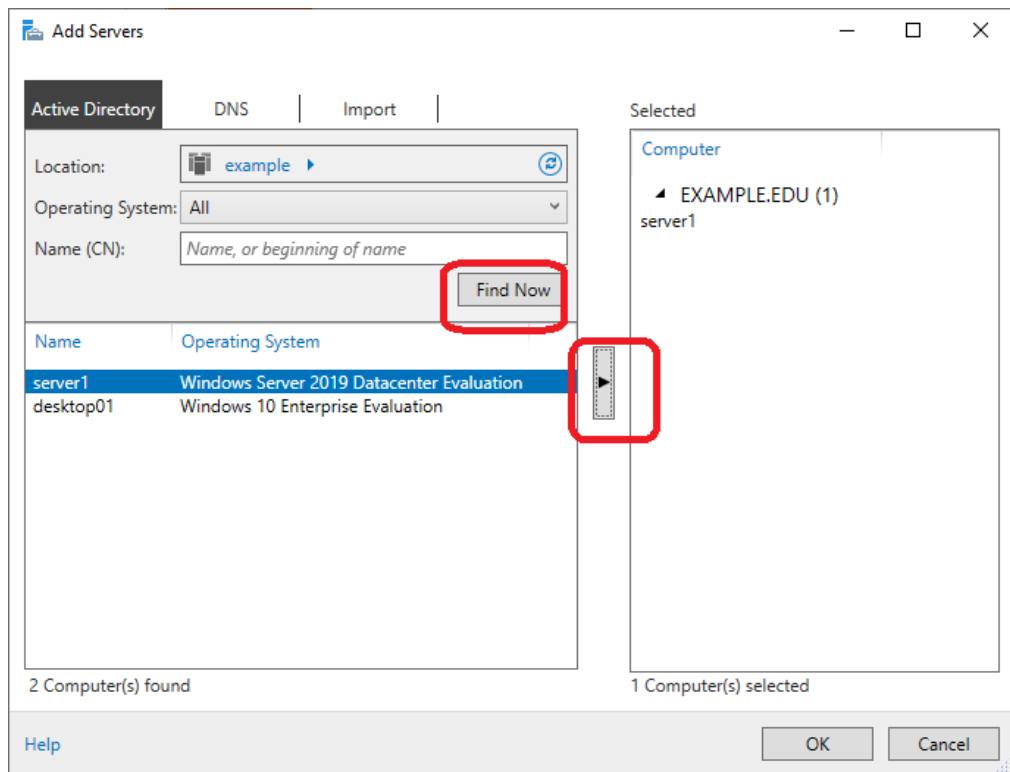 Add Servers
Active Directory
DNS
Import
Selected
Location:
example
Operating System:
All
Name (CN):
Name, or beginning of name
Find Now
Computer
EXAMPLE.EDU (1)
server1
Name Operating System
server1 Windows Server 2019 Datacenter Evaluation
desktop01 Windows 10 Enterprise Evaluation
2 Computer(s) found
1 Computer(s) selected
Help
OK
Cancel